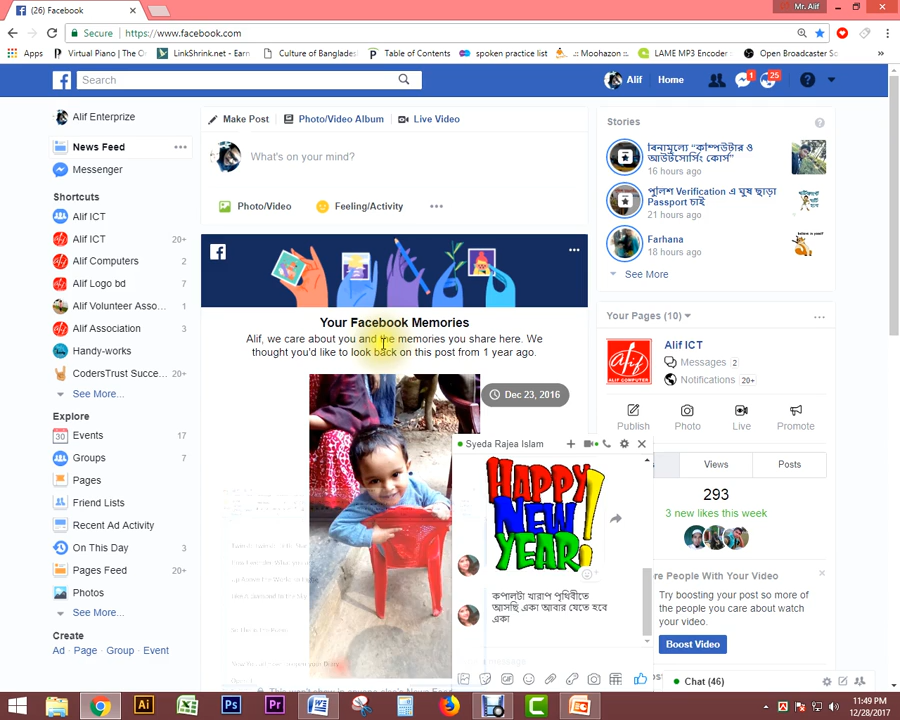 (26) Facebook
Mr. Alif
Secure https://www.facebook.com
Apps Virtual Piano | The O LinkShrink.net - Earn Culture of Banglades Table of Contents spoken practice list .:: Moohazon ::. LAME MP3 Encoder Open Broadcaster So
f Search Alif Home 1 25 ?
Alif Enterprize
News Feed
Messenger
Shortcuts
Alif ICT
Alif ICT 20+
Alif Computers 2
Alif Logo bd 7
Alif Volunteer Asso... 1
Alif Association 3
Handy-works
CodersTrust Succe... 20+
See More...
Explore
Events 17
Groups
Pages
Friend Lists
Recent Ad Activity
On This Day 3
Pages Feed 20+
Photos
See More...
Create
Ad · Page · Group · Event
Make Post Photo/Video Album Live Video
What's on your mind?
Photo/Video Feeling/Activity
Your Facebook Memories
Alif, we care about you and the memories you share here. We
thought you'd like to look back on this post from 1 year ago.
Dec 23, 2016
Syeda Rajea Islam
HAPPY
NEW
YEAR!
কপালটা খারাপ পৃথিবীতে
আসছি একা আবার যেতে হবে
একা
Stories
বিনামূল্যে "কম্পিউটার ও
আউটসোর্সিং কোর্স"
16 hours ago
পুলিশ Verification এ ঘুষ ছাড়া
Passport চাই
21 hours ago
Farhana
18 hours ago
See More
Your Pages (10)
ALIF COMPUTER
Alif ICT
Messages 2
Notifications 20+
Publish Photo Live Promote
Views Posts
293
3 new likes this week
re People With Your Video
Try boosting your post so more of
the people you care about watch
your video.
Boost Video
Chat (46)
11:49 PM
12/28/2017